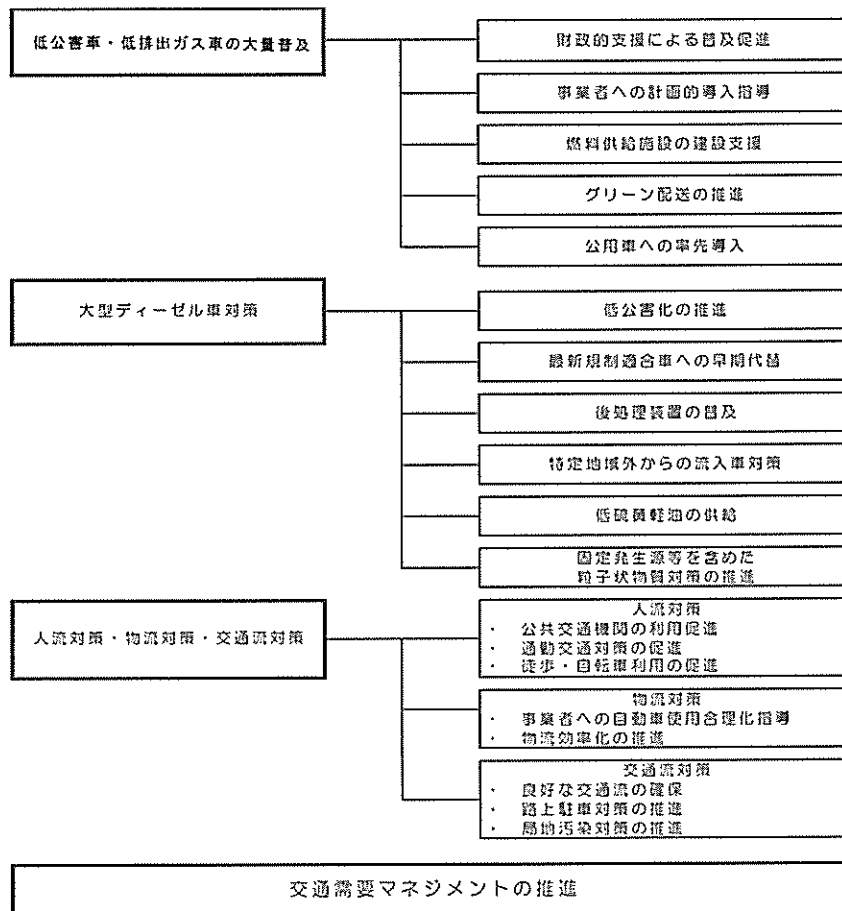 低公害車・低排出ガス車の大量普及
財政的支援による普及促進
事業者への計画的導入指導
燃料供給施設の建設支援
グリーン配送の推進
公用車への率先導入
大型ディーゼル車対策
低公害化の推進
最新規制適合車への早期代替
後処理装置の普及
特定地域外からの流入車対策
低硫黄軽油の供給
固定発生源等を含めた
粒子状物質対策の推進
人流対策・物流対策・交通流対策
人流対策
・ 公共交通機関の利用促進
・ 通勤交通対策の促進
・ 徒歩・自転車利用の促進
物流対策
・ 事業者への自動車使用合理化指導
・ 物流効率化の推進
交通流対策
・ 良好な交通流の確保
・ 路上駐車対策の推進
・ 局地汚染対策の推進
交通需要マネジメントの推進